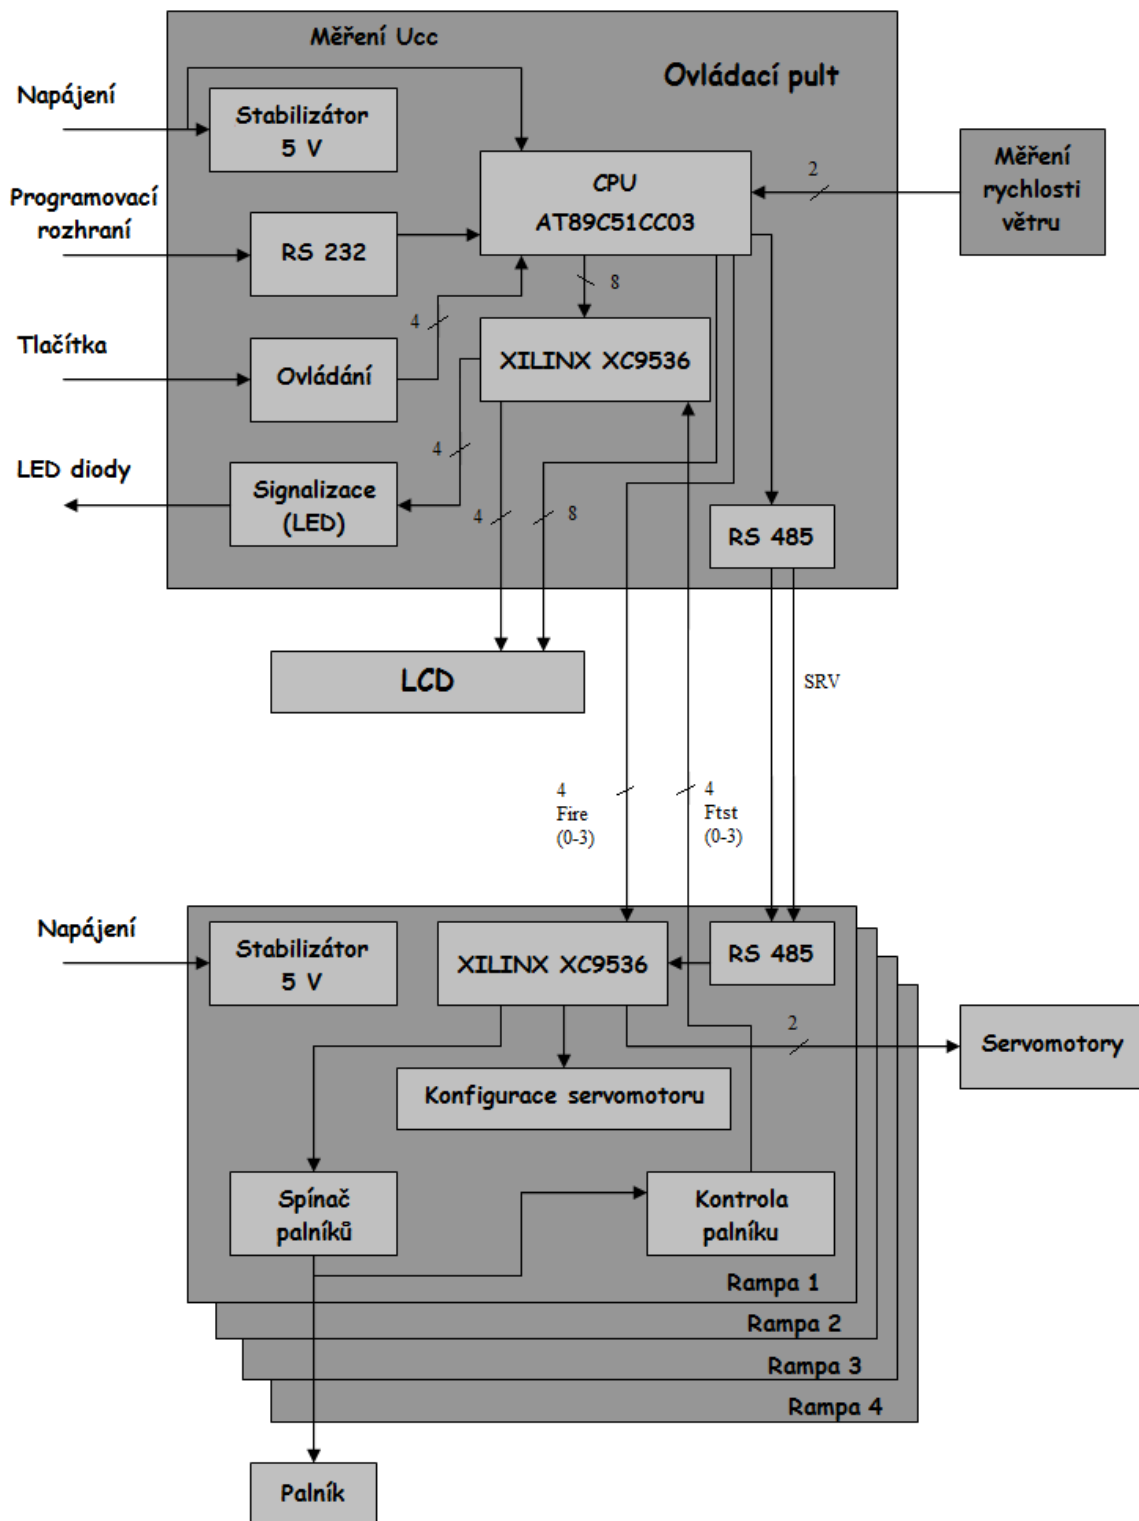 Měření Ucc
Ovládací pult
Napájení
Stabilizátor
5 V
CPU
AT89C51CC03
2
Měření
rychlosti
větru
Programovací
rozhraní
RS 232
8
4
Tlačítka
Ovládání
XILINX XC9536
4
LED diody
Signalizace
(LED)
4
8
RS 485
LCD
SRV
4
Fire
(0-3)
4
Ftst
(0-3)
Napájení
Stabilizátor
5 V
XILINX XC9536
RS 485
2
Servomotory
Konfigurace servomotoru
Spínač
palníků
Kontrola
palníku
Rampa 1
Rampa 2
Rampa 3
Rampa 4
Palník